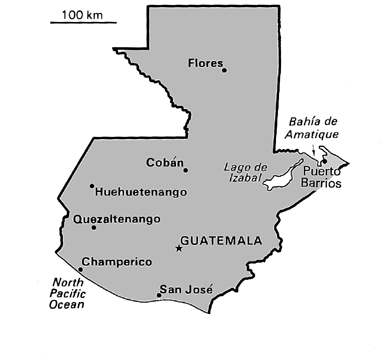 100 km
Flores
Bahía de
Amatique
Cobán
Lago de
Izabal
Puerto
Barrios
Huehuetenango
Quezaltenango
GUATEMALA
Champerico
North
Pacific
Ocean
San José